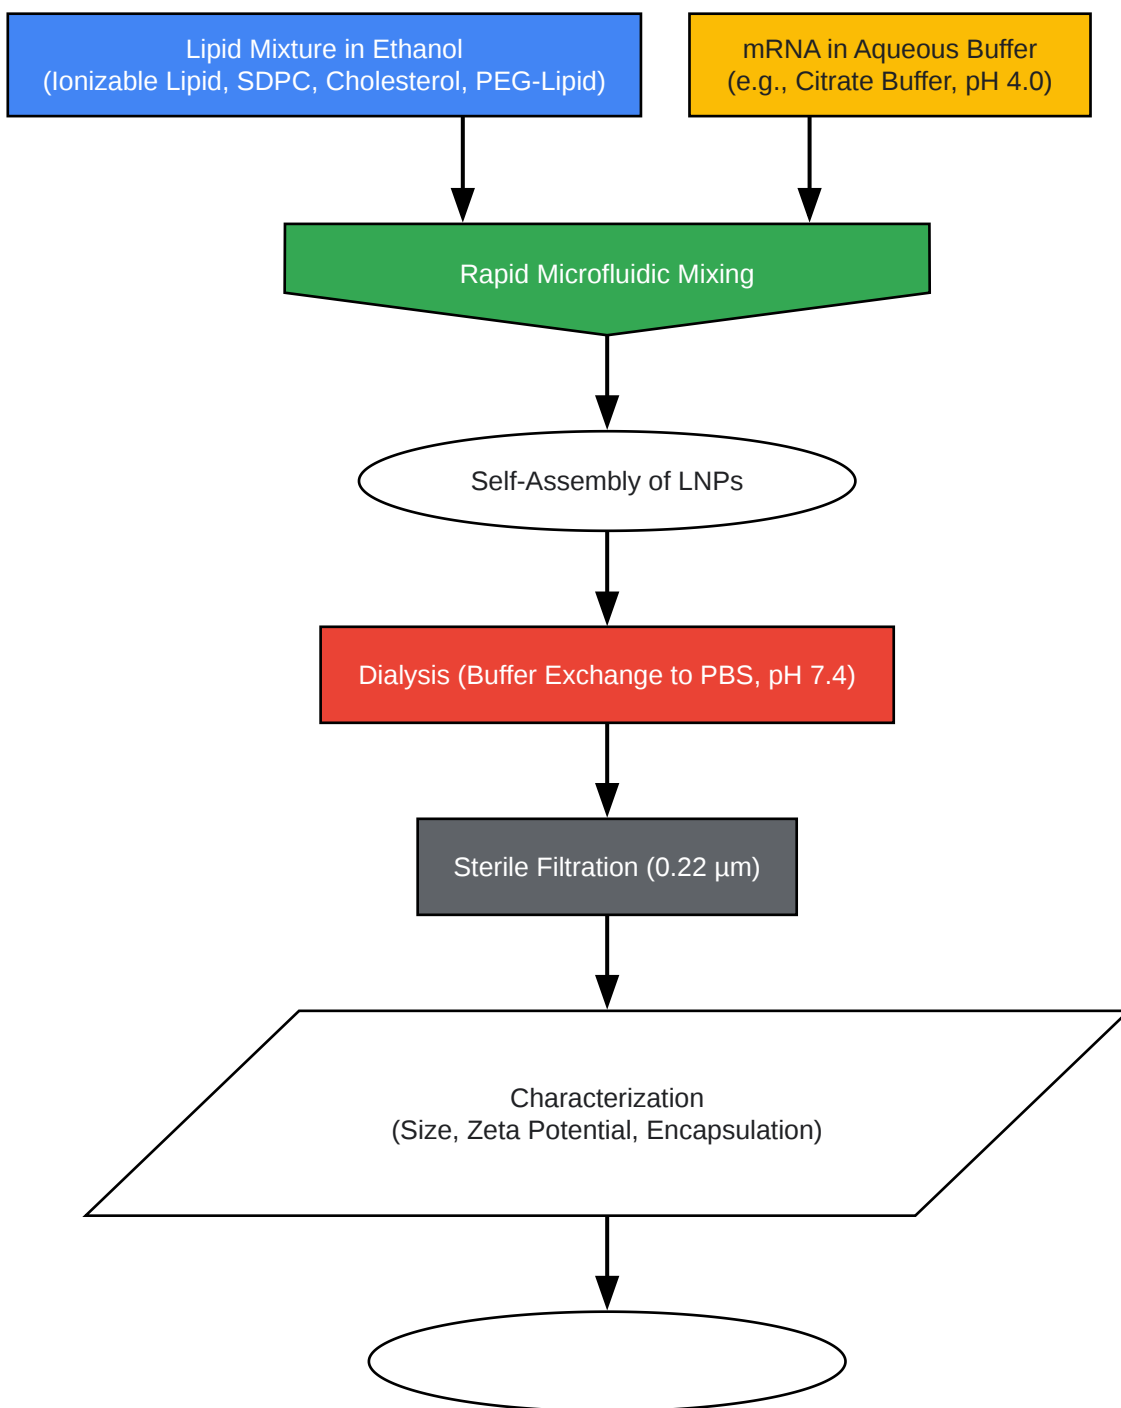 Lipid Mixture in Ethanol
(Ionizable Lipid, SDPC, Cholesterol, PEG-Lipid)
mRNA in Aqueous Buffer
(e.g., Citrate Buffer, pH 4.0)
Rapid Microfluidic Mixing
Self-Assembly of LNPs
Dialysis (Buffer Exchange to PBS, pH 7.4)
Sterile Filtration (0.22 µm)
Characterization
(Size, Zeta Potential, Encapsulation)